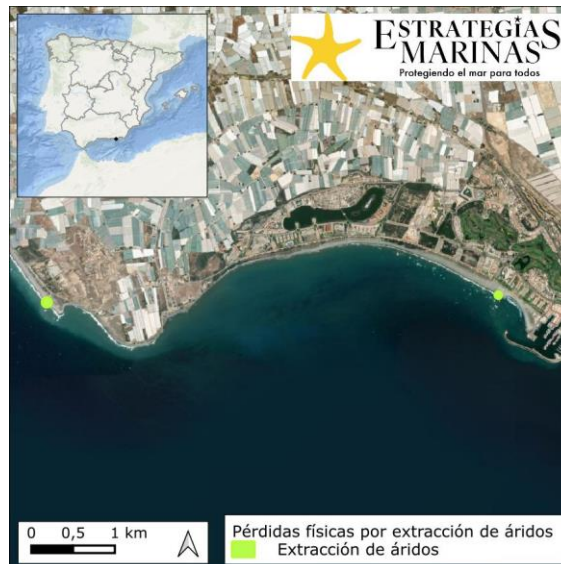 ESTRATEGIAS
MARINAS
Protegiendo el mar para todos
0 0,5 1 km
Pérdidas físicas por extracción de áridos
Extracción de áridos